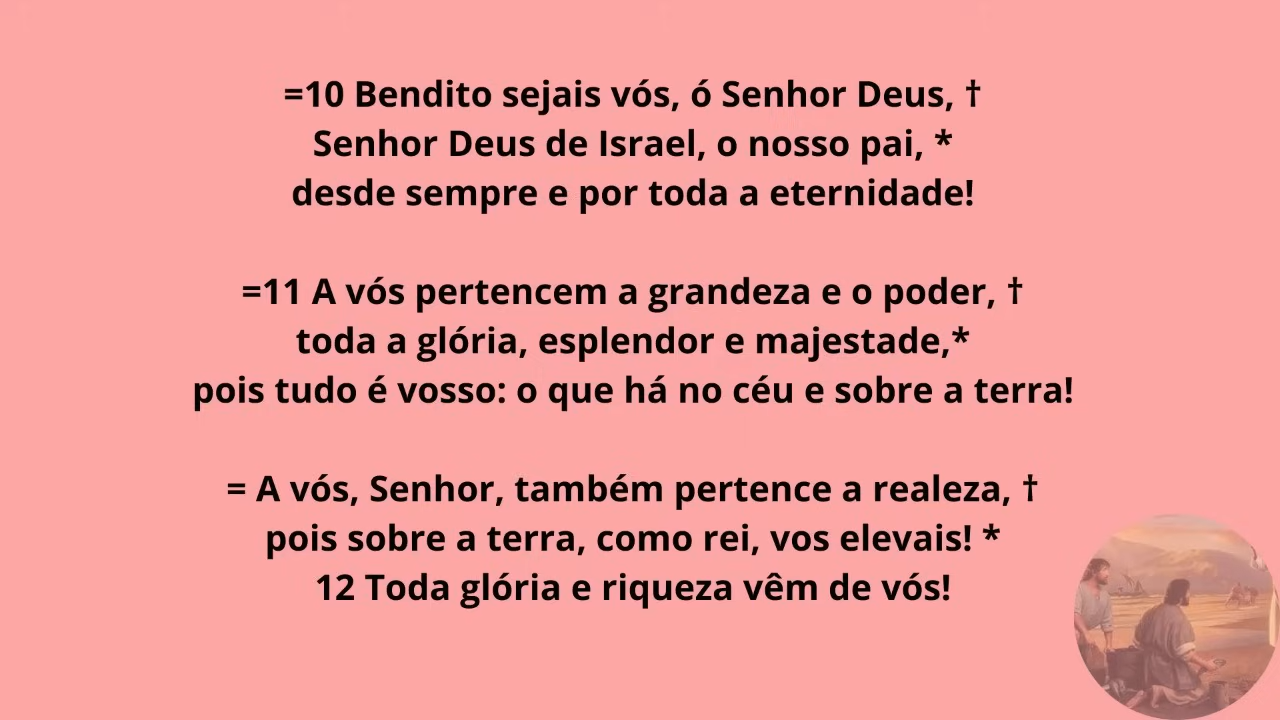 =10 Bendito sejais vós, ó Senhor Deus, †
Senhor Deus de Israel, o nosso pai, *
desde sempre e por toda a eternidade!
=11 A vós pertencem a grandeza e o poder, †
toda a glória, esplendor e majestade,*
pois tudo é vosso: o que há no céu e sobre a terra!
= A vós, Senhor, também pertence a realeza, †
pois sobre a terra, como rei, vos elevais! *
12 Toda glória e riqueza vêm de vós!